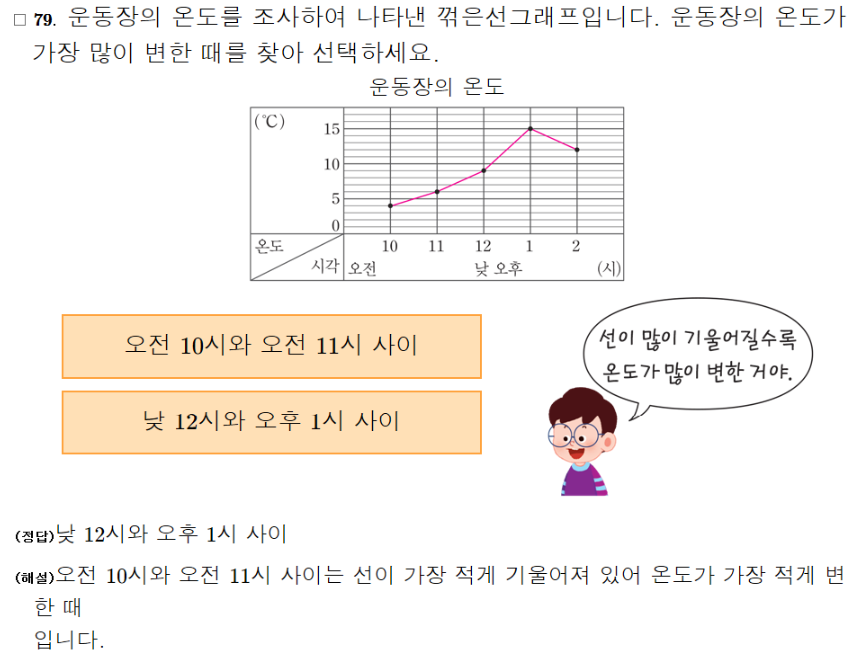 □ 79. 운동장의 온도를 조사하여 나타낸 꺾은선그래프입니다. 운동장의 온도가
가장 많이 변한 때를 찾아 선택하세요.
운동장의 온도
(℃)
15
10
5
0
온도
시각
10 11 12 1 2
오전 낮 오후 (시)
오전 10시와 오전 11시 사이
낮 12시와 오후 1시 사이
선이 많이 기울어질수록
온도가 많이 변한 거야.
(정답)낮 12시와 오후 1시 사이
(해설)오전 10시와 오전 11시 사이는 선이 가장 적게 기울어져 있어 온도가 가장 적게 변
한 때
입니다.